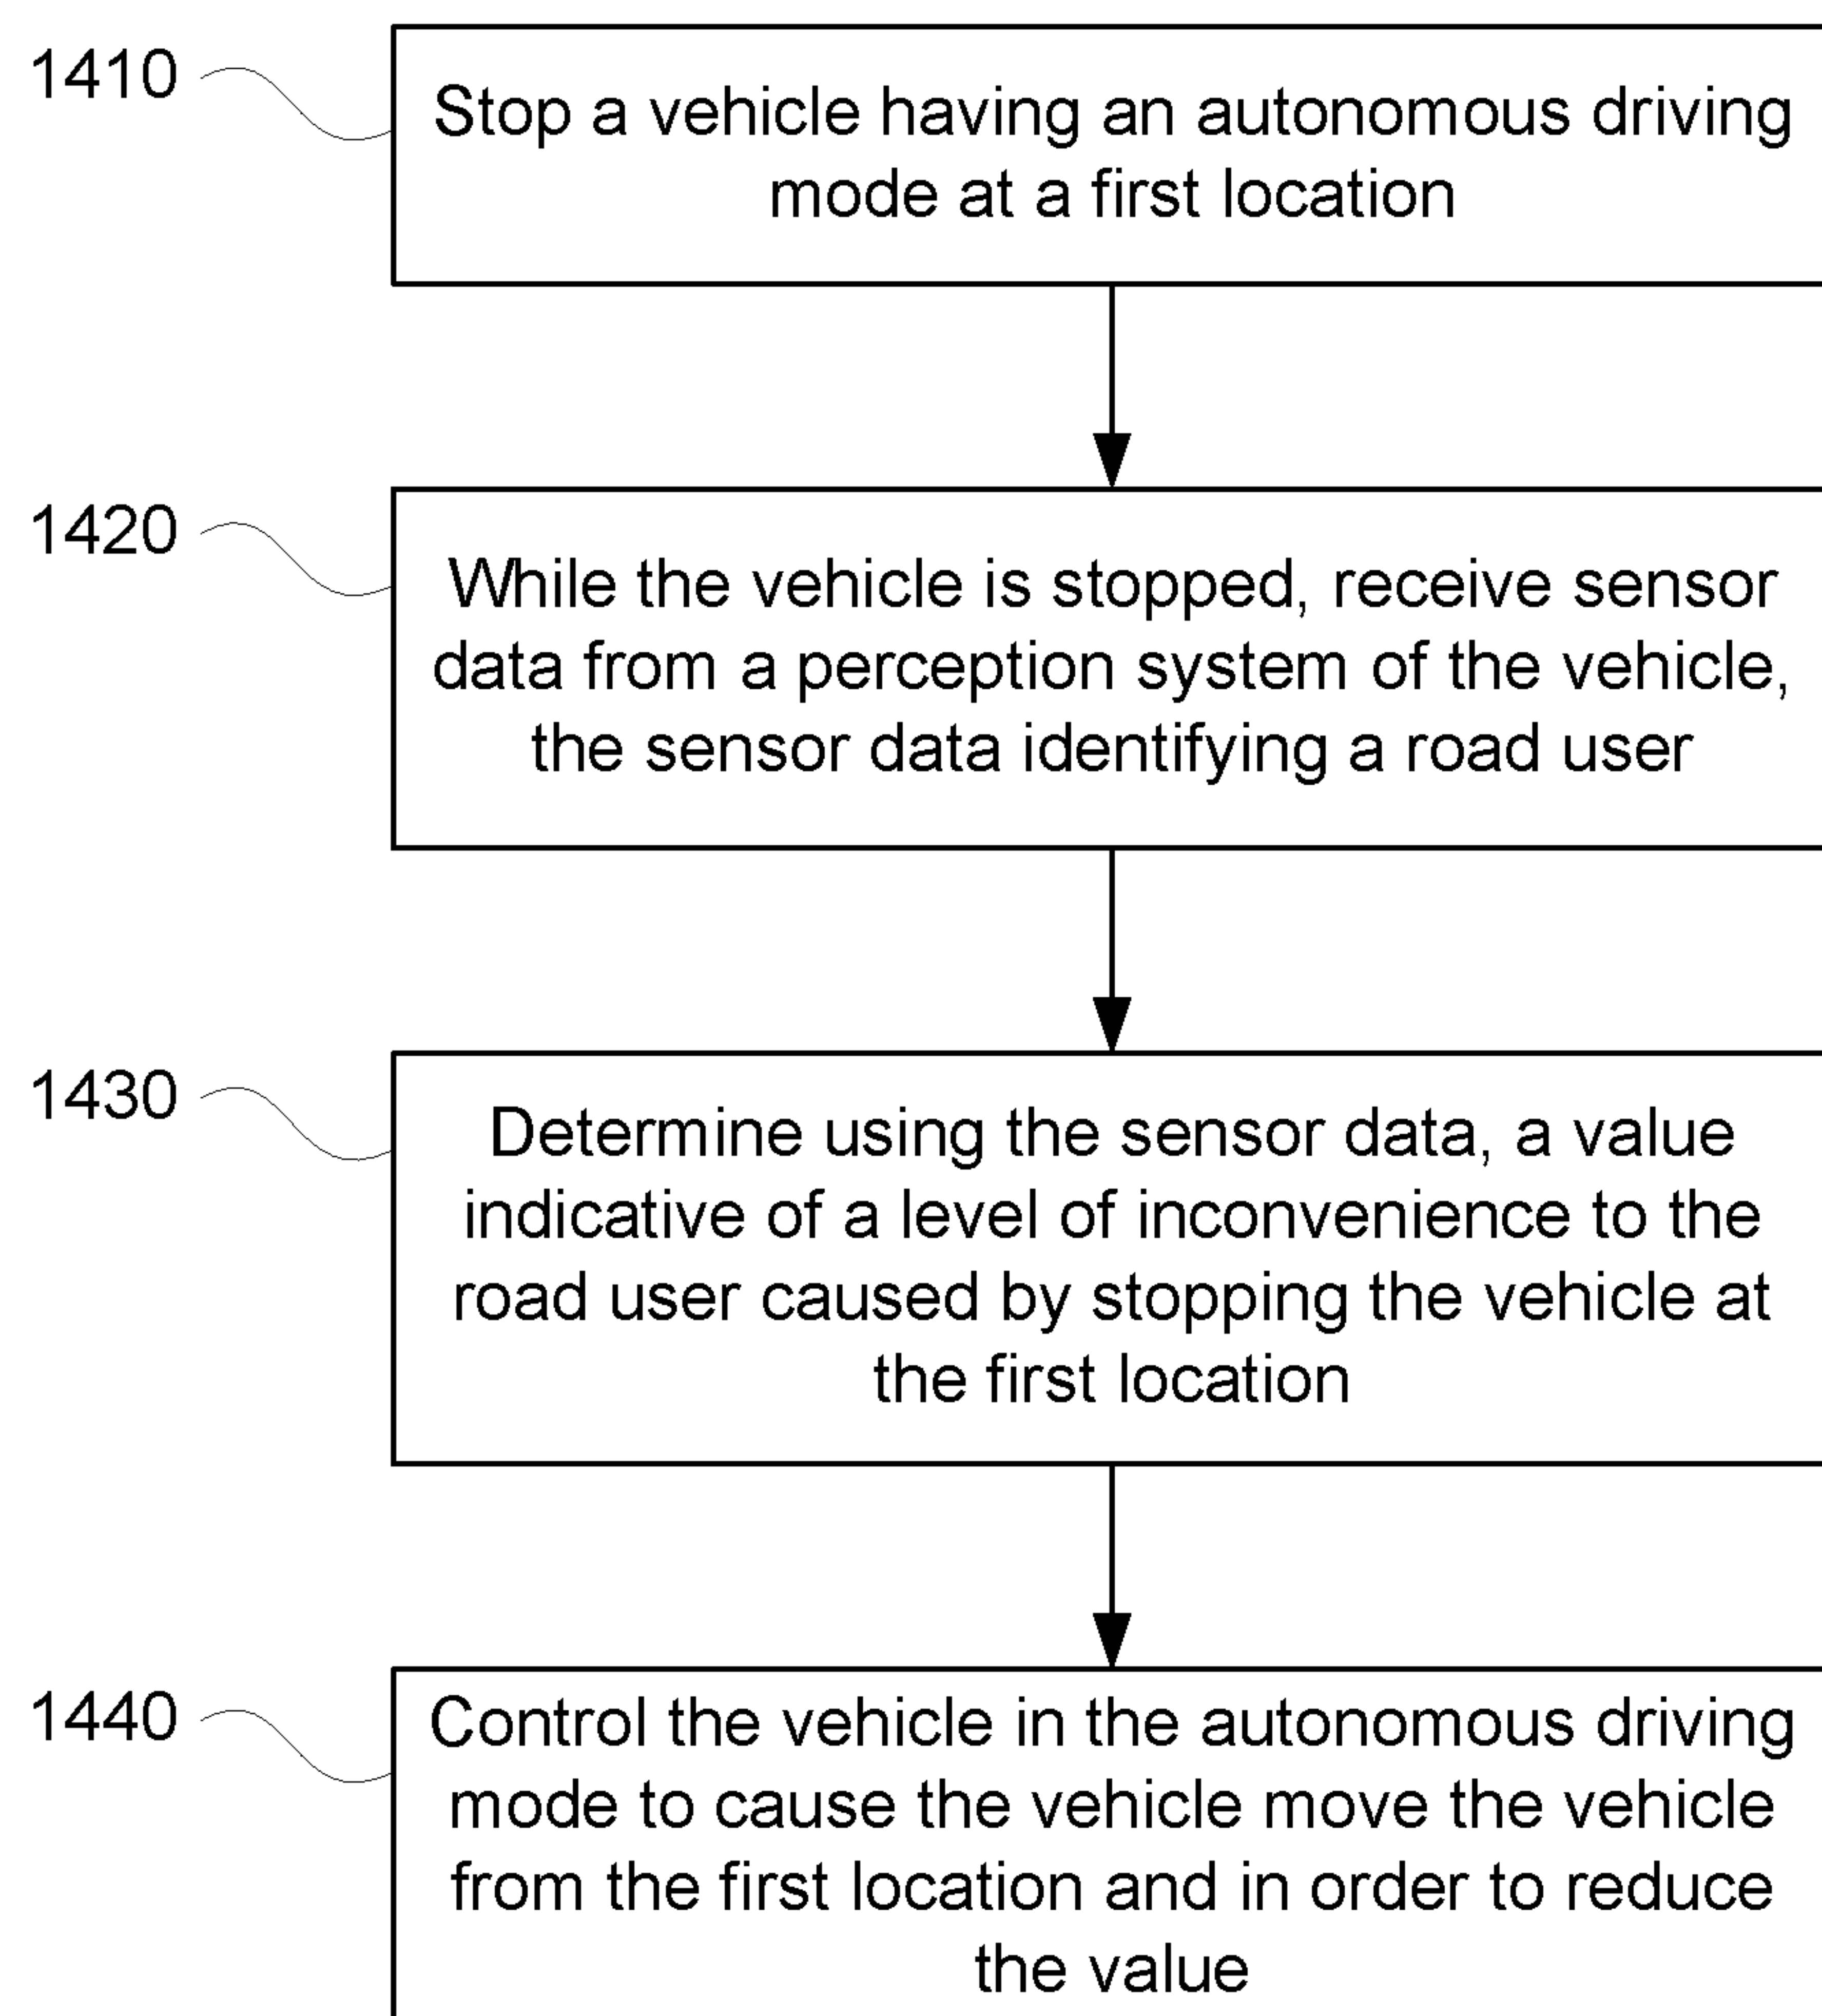 1410
Stop a vehicle having an autonomous driving
mode at a first location
1420
While the vehicle is stopped, receive sensor
data from a perception system of the vehicle,
the sensor data identifying a road user
1430
Determine using the sensor data, a value
indicative of a level of inconvenience to the
road user caused by stopping the vehicle at
the first location
1440
Control the vehicle in the autonomous driving
mode to cause the vehicle move the vehicle
from the first location and in order to reduce
the value